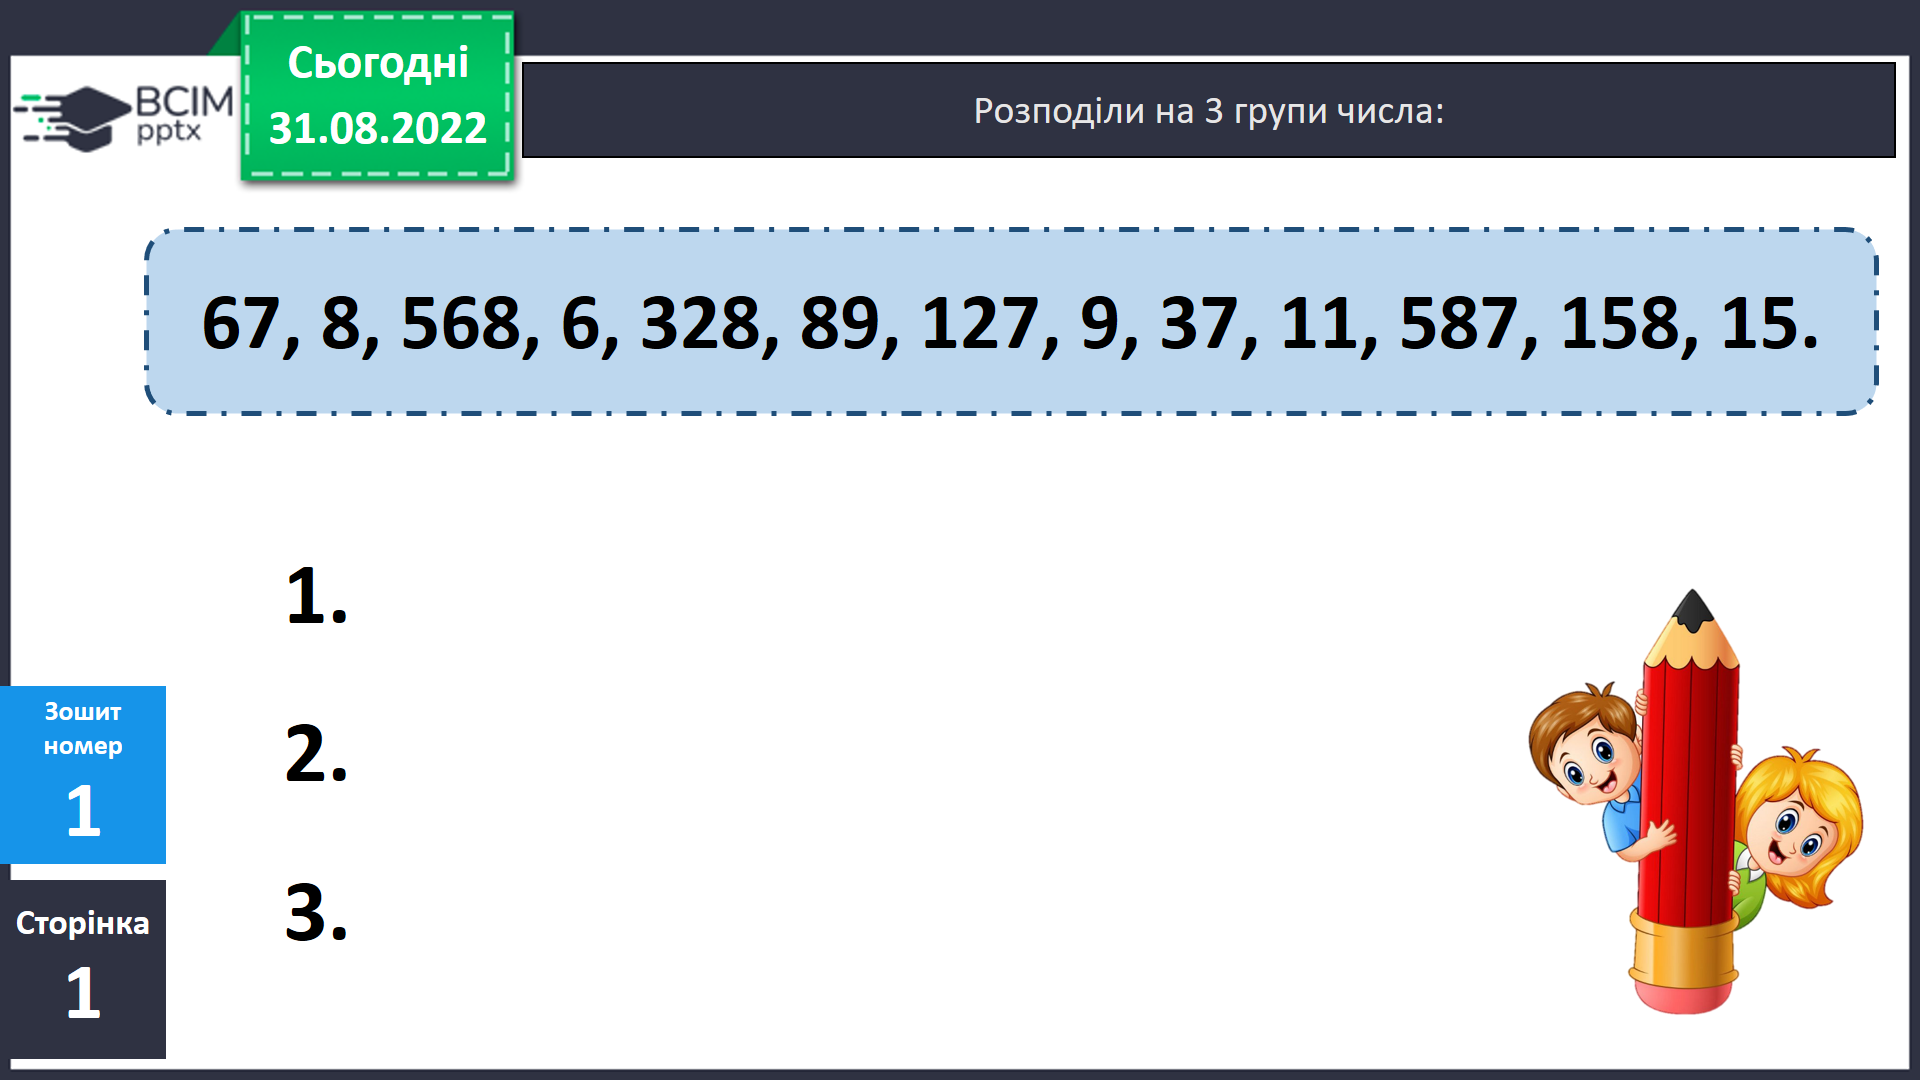 Сьогодні
31.08.2022
ВСІМ
pptx
Розподіли на 3 групи числа:
67, 8, 568, 6, 328, 89, 127, 9, 37, 11, 587, 158, 15.
1.
2.
3.
Зошит
номер
1
Сторінка
1